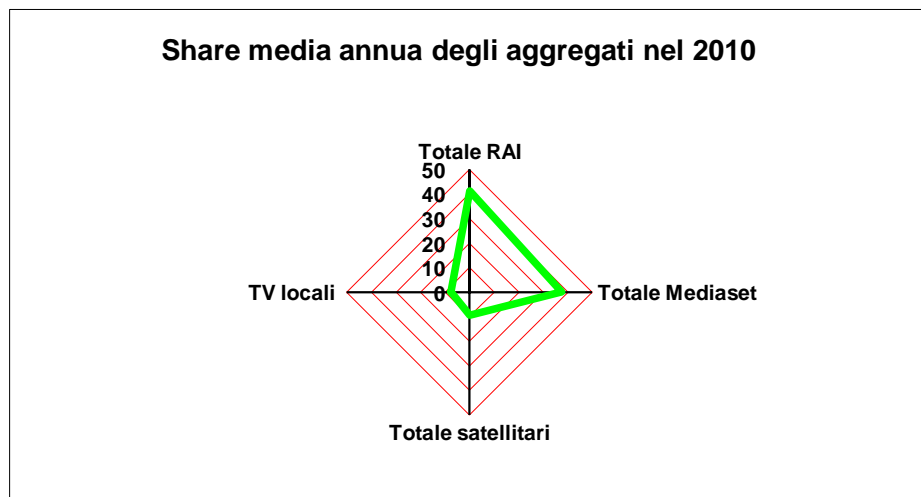 Share media annua degli aggregati nel 2010
Totale RAI
50
40
30
20
10
0
TV locali
Totale Mediaset
Totale satellitari